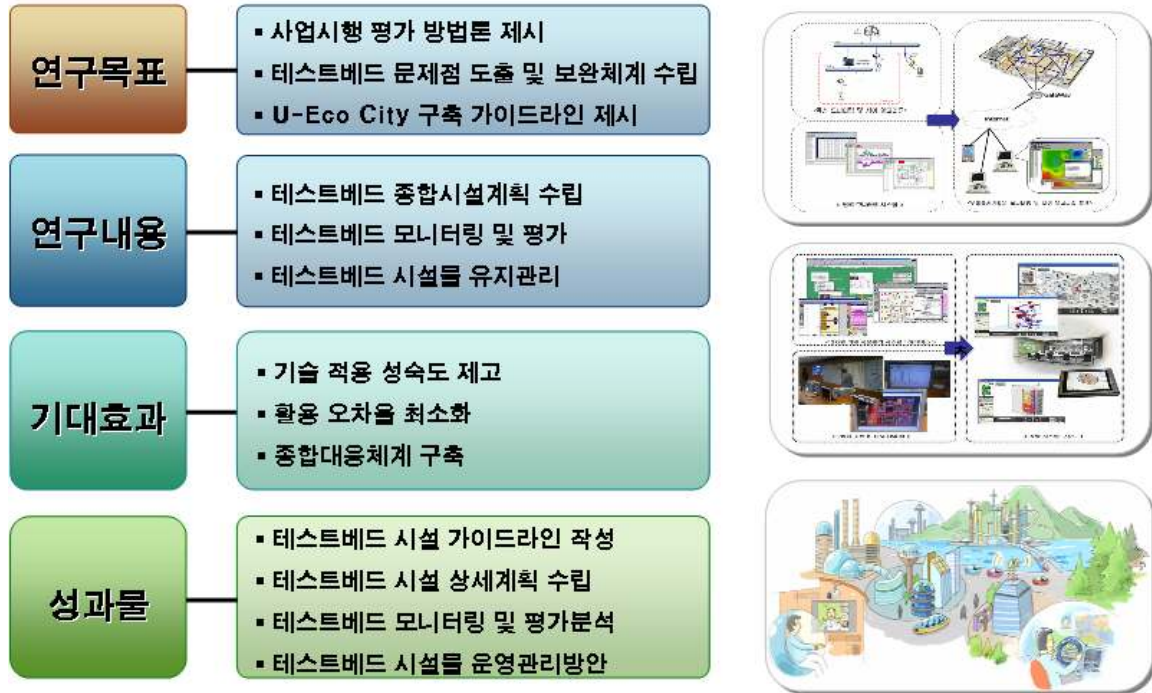 연구목표
▪ 사업시행 평가 방법론 제시
▪ 테스트베드 문제점 도출 및 보완체계 수립
▪ U-Eco City 구축 가이드라인 제시
연구내용
▪ 테스트베드 종합시설계획 수립
▪ 테스트베드 모니터링 및 평가
▪ 테스트베드 시설물 유지관리
기대효과
▪ 기술 적용 성숙도 제고
▪ 활용 오차율 최소화
▪ 종합대응체계 구축
성과물
▪ 테스트베드 시설 가이드라인 작성
▪ 테스트베드 시설 상세계획 수립
▪ 테스트베드 모니터링 및 평가분석
▪ 테스트베드 시설물 운영관리방안
Internet